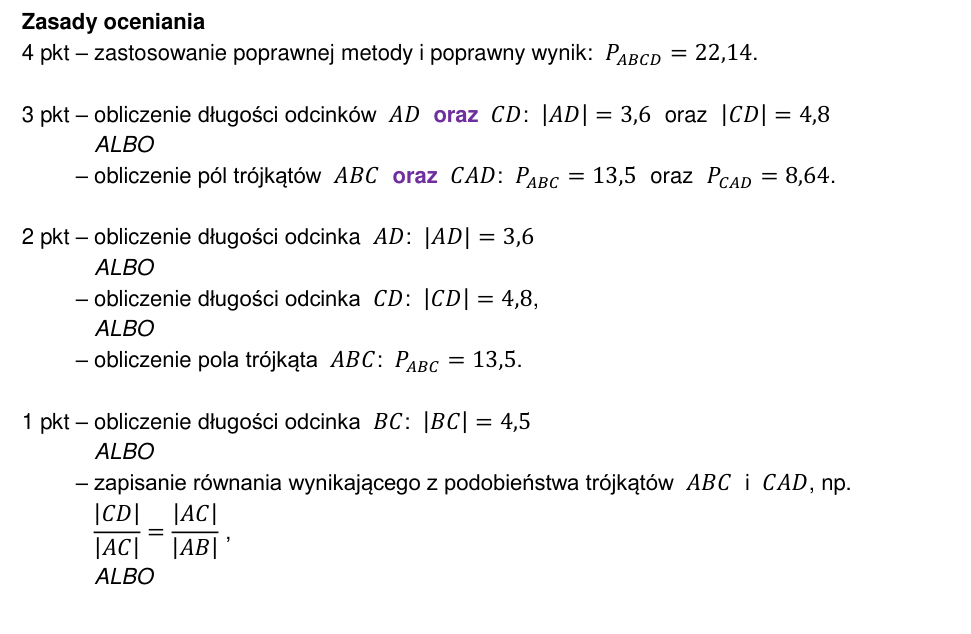 Zasady oceniania
4 pkt – zastosowanie poprawnej metody i poprawny wynik: P_ABCD = 22,14.
3 pkt – obliczenie długości odcinków AD oraz CD: |AD| = 3,6 oraz |CD| = 4,8
ALBO
– obliczenie pól trójkątów ABC oraz CAD: P_ABC = 13,5 oraz P_CAD = 8,64.
2 pkt – obliczenie długości odcinka AD: |AD| = 3,6
ALBO
– obliczenie długości odcinka CD: |CD| = 4,8,
ALBO
– obliczenie pola trójkąta ABC: P_ABC = 13,5.
1 pkt – obliczenie długości odcinka BC: |BC| = 4,5
ALBO
– zapisanie równania wynikającego z podobieństwa trójkątów ABC i CAD, np.
|CD|/|AC| = |AC|/|AB| ,
ALBO